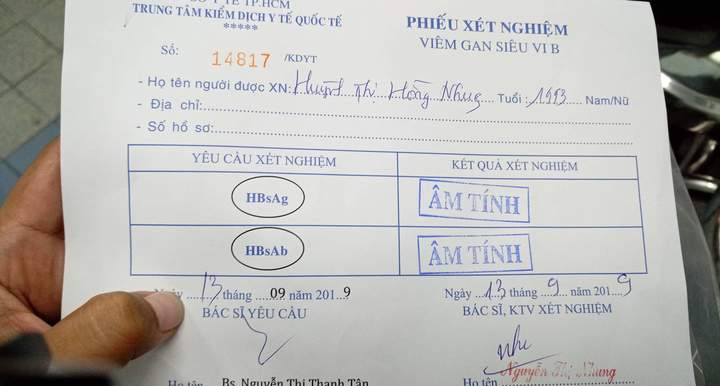 SỞ Y TẾ TP.HCM
TRUNG TÂM KIỂM DỊCH Y TẾ QUỐC TẾ
*****
Số: 14817 /KDYT
PHIẾU XÉT NGHIỆM
VIÊM GAN SIÊU VI B
- Họ tên người được XN: Huỳnh Thị Hồng Nhung Tuổi : 1993 Nam/Nữ
- Địa chỉ:
- Số hồ sơ:
YÊU CẦU XÉT NGHIỆM KẾT QUẢ XÉT NGHIỆM
HBsAg ÂM TÍNH
HBsAb ÂM TÍNH
Ngày 13 tháng 09 năm 2019 Ngày 13 tháng 9 năm 2019
BÁC SĨ YÊU CẦU BÁC SĨ, KTV XÉT NGHIỆM
Họ tên Bs. Nguyễn Thị Thanh Tân Họ tên Nguyễn Thị Nhung